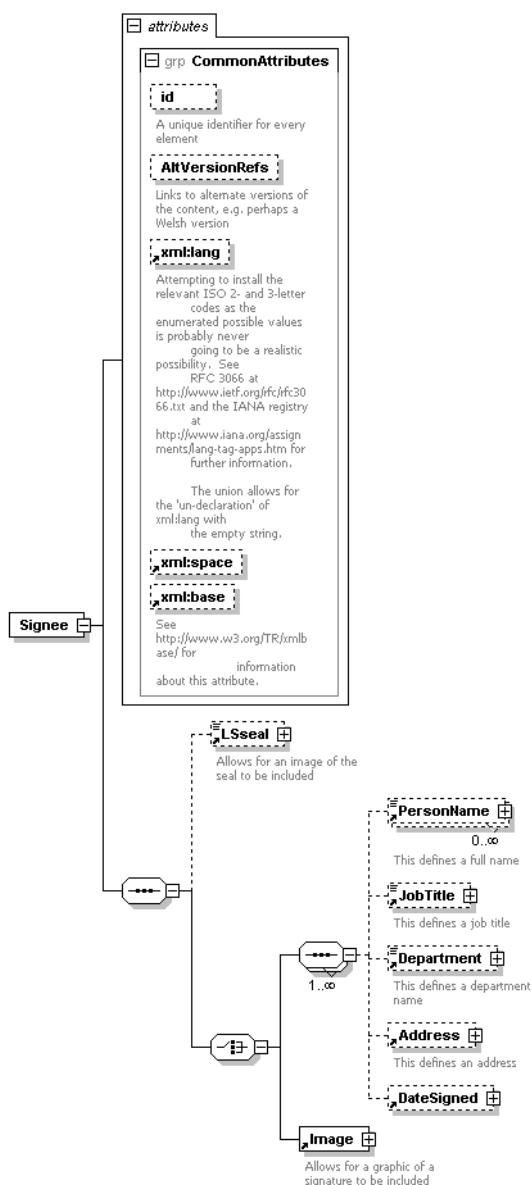 attributes
grp CommonAttributes
id
A unique identifier for every
element
AltVersionRefs
Links to alternate versions of
the content, e.g. perhaps a
Welsh version
xml:lang
Attempting to install the
relevant ISO 2- and 3-letter
codes as the
enumerated possible values
is probably never
going to be a realistic
possibility. See
RFC 3066 at
http://www.ietf.org/rfc/rfc30
66.txt and the IANA registry
at
http://www.iana.org/assign
ments/lang-tag-apps.htm for
further information.
The union allows for
the 'un-declaration' of
xml:lang with
the empty string.
xml:space
xml:base
See
http://www.w3.org/TR/xmlb
ase/ for
information
about this attribute.
Signee
LSseal
Allows for an image of the
seal to be included
PersonName
0..∞
This defines a full name
JobTitle
This defines a job title
Department
This defines a department
name
1..∞
Address
This defines an address
DateSigned
Image
Allows for a graphic of a
signature to be included